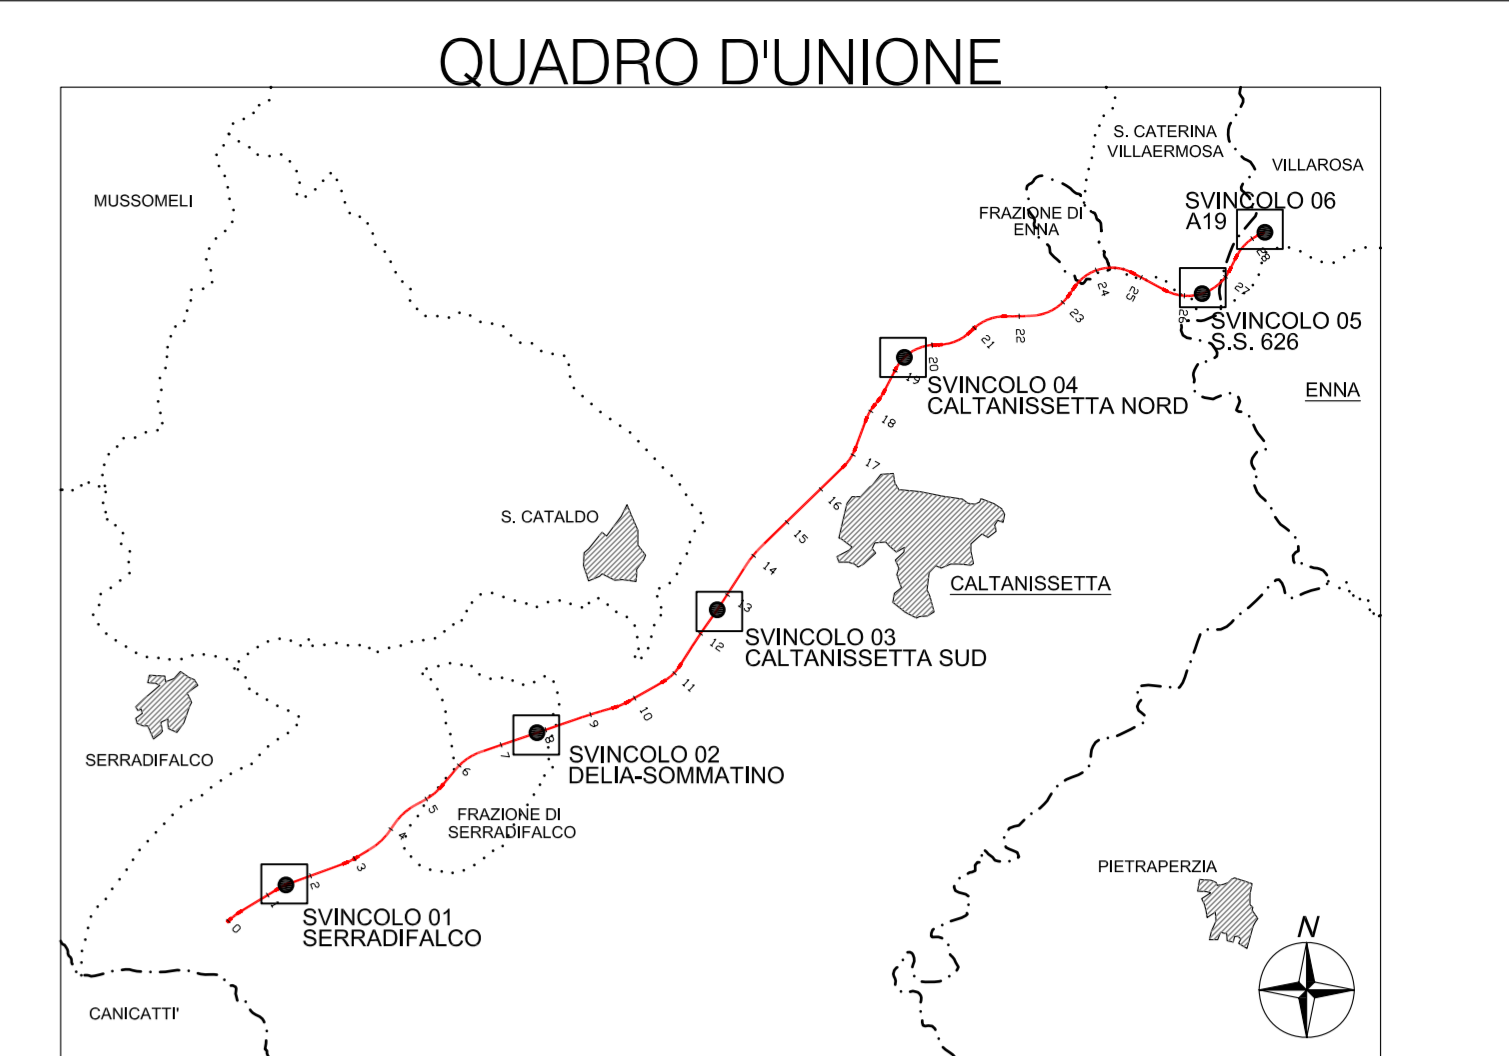 QUADRO D'UNIONE
S. CATERINA
VILLAERMOSA
VILLAROSA
MUSSOMELI
SVINCOLO 06
A19
FRAZIONE DI
ENNA
28
27
26
25
24
23
22
21
20
19
18
17
16
15
14
13
12
11
10
9
8
7
6
5
4
3
2
1
0
SVINCOLO 05
S.S. 626
ENNA
SVINCOLO 04
CALTANISSETTA NORD
S. CATALDO
CALTANISSETTA
SVINCOLO 03
CALTANISSETTA SUD
SERRADIFALCO
SVINCOLO 02
DELIA-SOMMATINO
FRAZIONE DI
SERRADIFALCO
PIETRAPERZIA
SVINCOLO 01
SERRADIFALCO
N
CANICATTI'